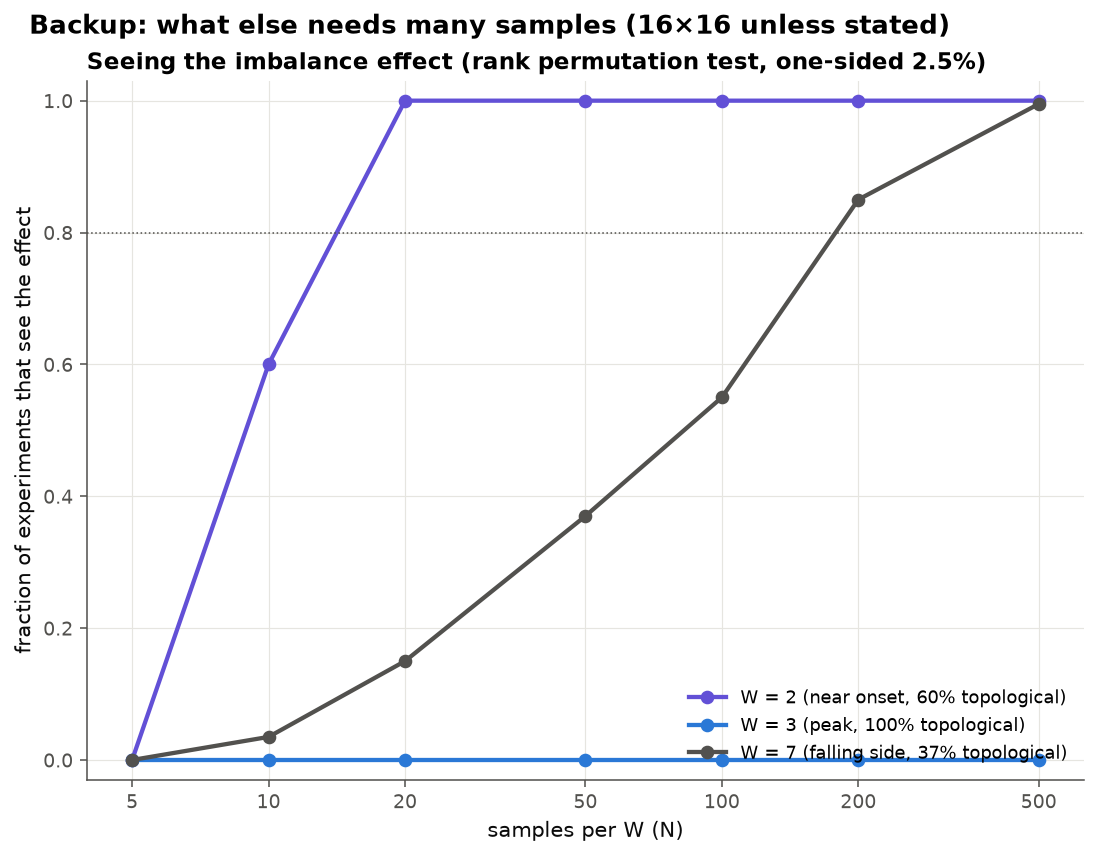 Backup: what else needs many samples (16×16 unless stated)
Seeing the imbalance effect (rank permutation test, one-sided 2.5%)
fraction of experiments that see the effect
1.0
0.8
0.6
0.4
0.2
0.0
W = 2 (near onset, 60% topological)
W = 3 (peak, 100% topological)
W = 7 (falling side, 37% topological)
5 10 20 50 100 200 500
samples per W (N)